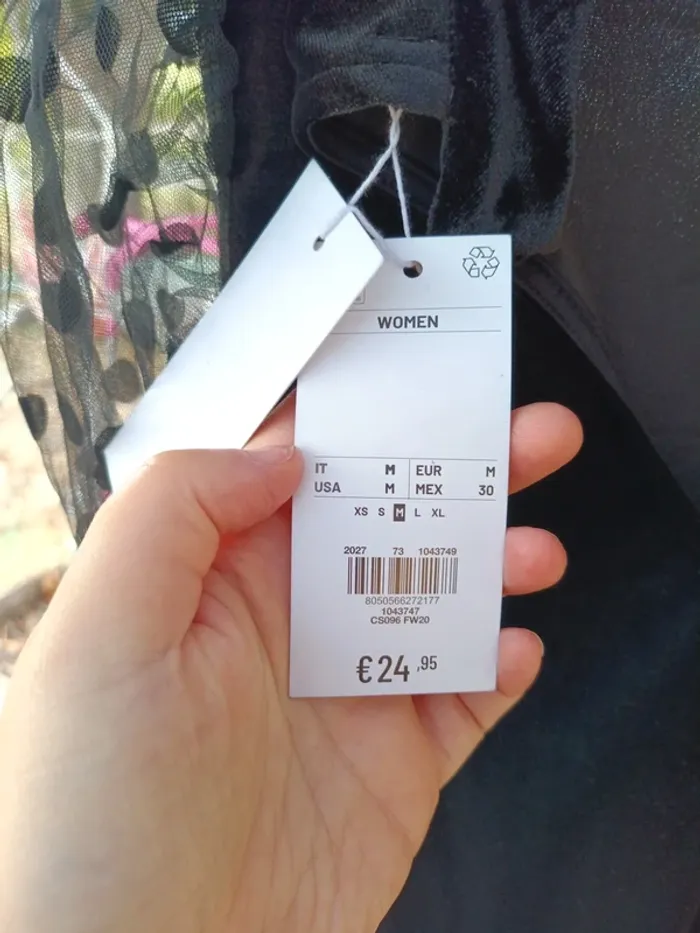 WOMEN
IT M EUR M
USA M MEX 30
XS S M L XL
2027 73 1043749
8050566272177
1043747
CS096 FW20
€24,95